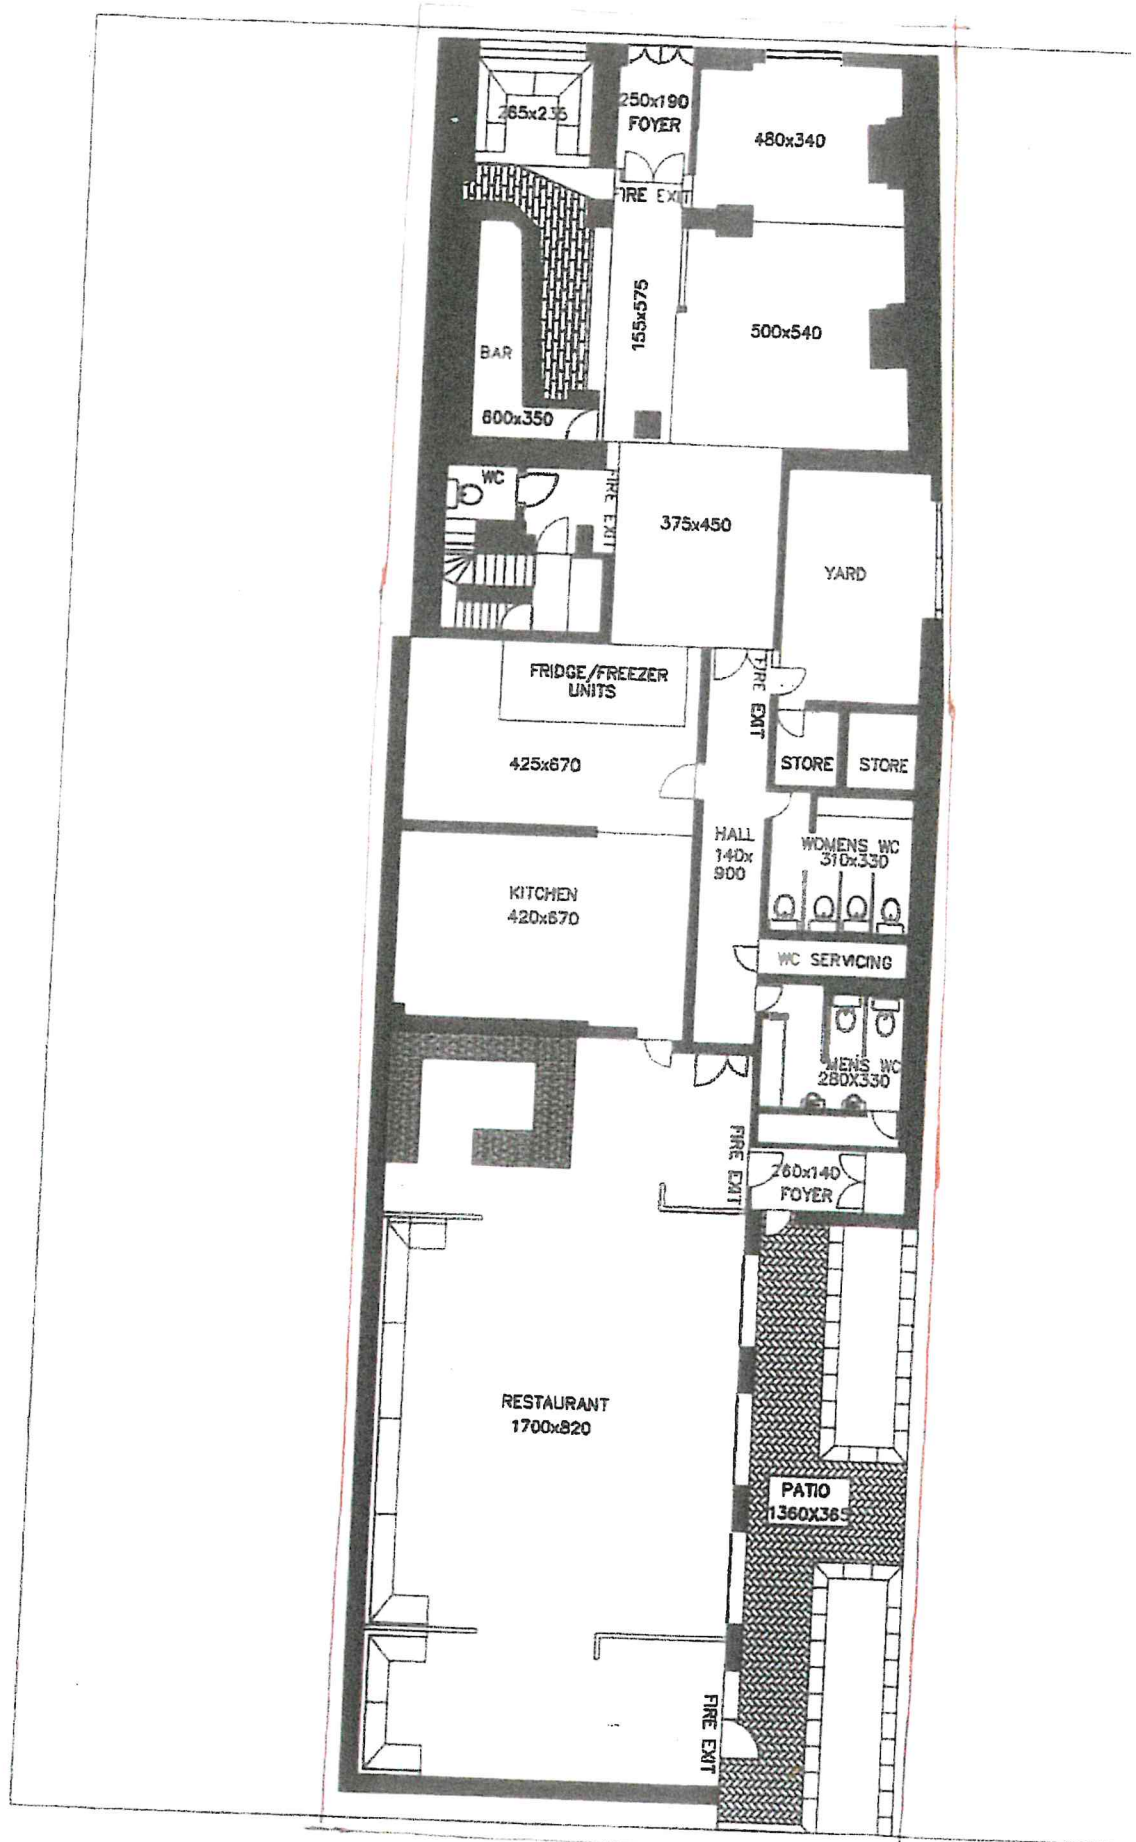 265x235
250x190
FOYER
480x340
FIRE EXIT
155x575
500x540
BAR
600x350
WC
FIRE EXIT
375x450
YARD
FRIDGE/FREEZER
UNITS
FIRE EXIT
425x670
STORE
STORE
HALL
140x
900
WOMENS WC
310x330
KITCHEN
420x670
WC SERVICING
MENS WC
280X330
FIRE EXIT
260x140
FOYER
RESTAURANT
1700x820
PATIO
1360X365
FIRE EXIT